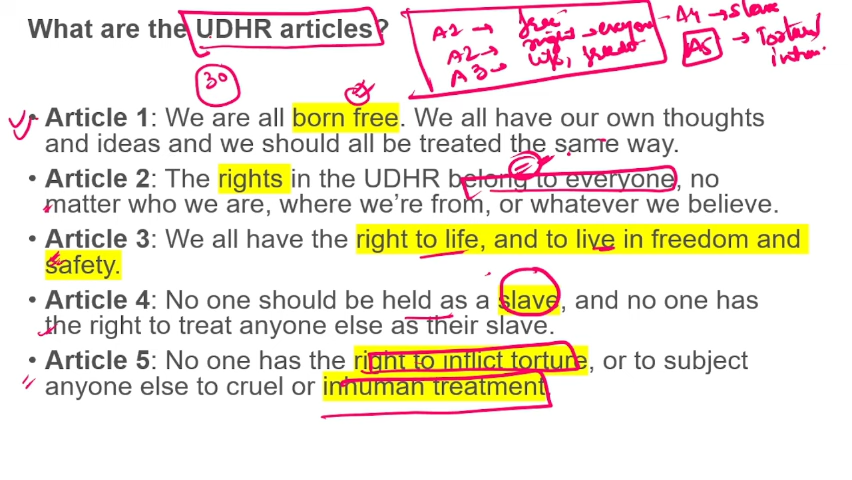 What are the UDHR articles?
A2 → free
A2 → right → everyone
A3 → life, freedo
A4 → slave
A5 → Torture/
30
• Article 1: We are all born free. We all have our own thoughts
and ideas and we should all be treated the same way.
• Article 2: The rights in the UDHR belong to everyone, no
matter who we are, where we're from, or whatever we believe.
• Article 3: We all have the right to life, and to live in freedom and
safety.
• Article 4: No one should be held as a slave, and no one has
the right to treat anyone else as their slave.
• Article 5: No one has the right to inflict torture, or to subject
anyone else to cruel or inhuman treatment.